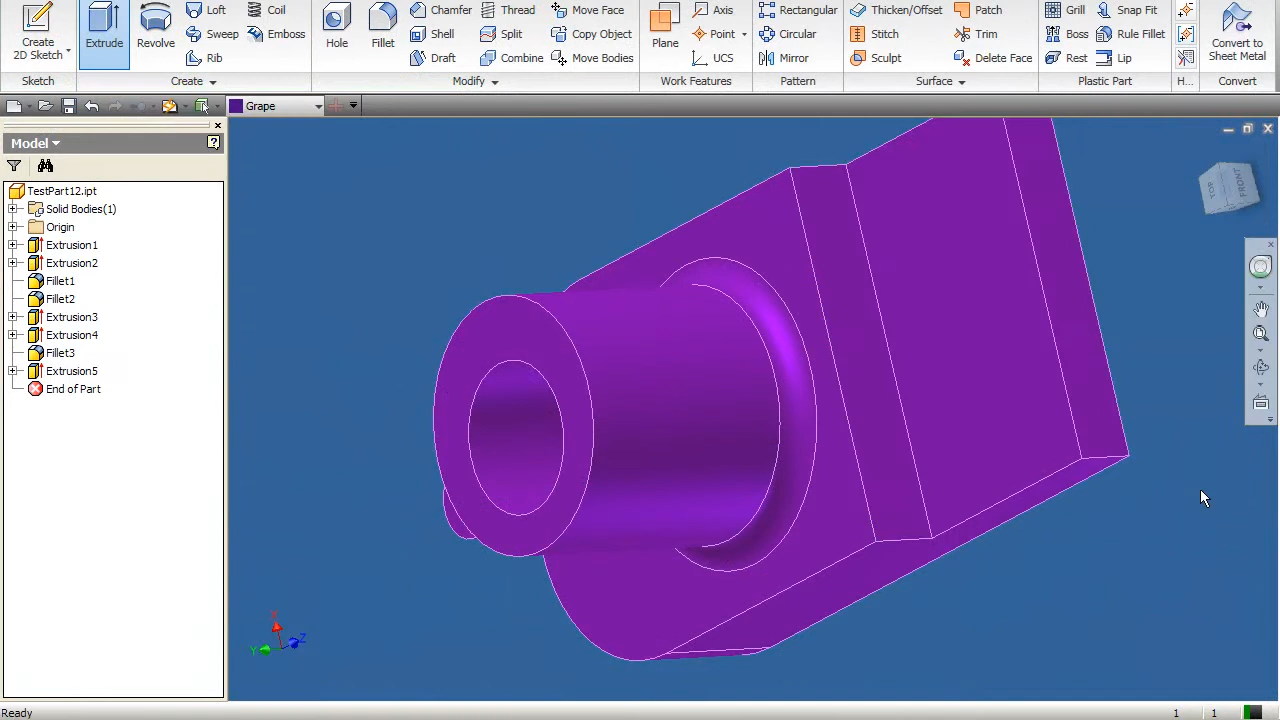 Create
2D Sketch
Extrude
Revolve
Loft
Sweep
Rib
Coil
Emboss
Hole
Fillet
Chamfer
Shell
Draft
Thread
Split
Combine
Move Face
Copy Object
Move Bodies
Plane
Axis
Point
UCS
Rectangular
Circular
Mirror
Thicken/Offset
Stitch
Sculpt
Patch
Trim
Delete Face
Grill
Boss
Rest
Snap Fit
Rule Fillet
Lip
Convert to
Sheet Metal
Sketch
Create
Modify
Work Features
Pattern
Surface
Plastic Part
H...
Convert
Grape
Model
TestPart12.ipt
Solid Bodies(1)
Origin
Extrusion1
Extrusion2
Fillet1
Fillet2
Extrusion3
Extrusion4
Fillet3
Extrusion5
End of Part
TOP
FRONT
Y
Z
Ready
1
1